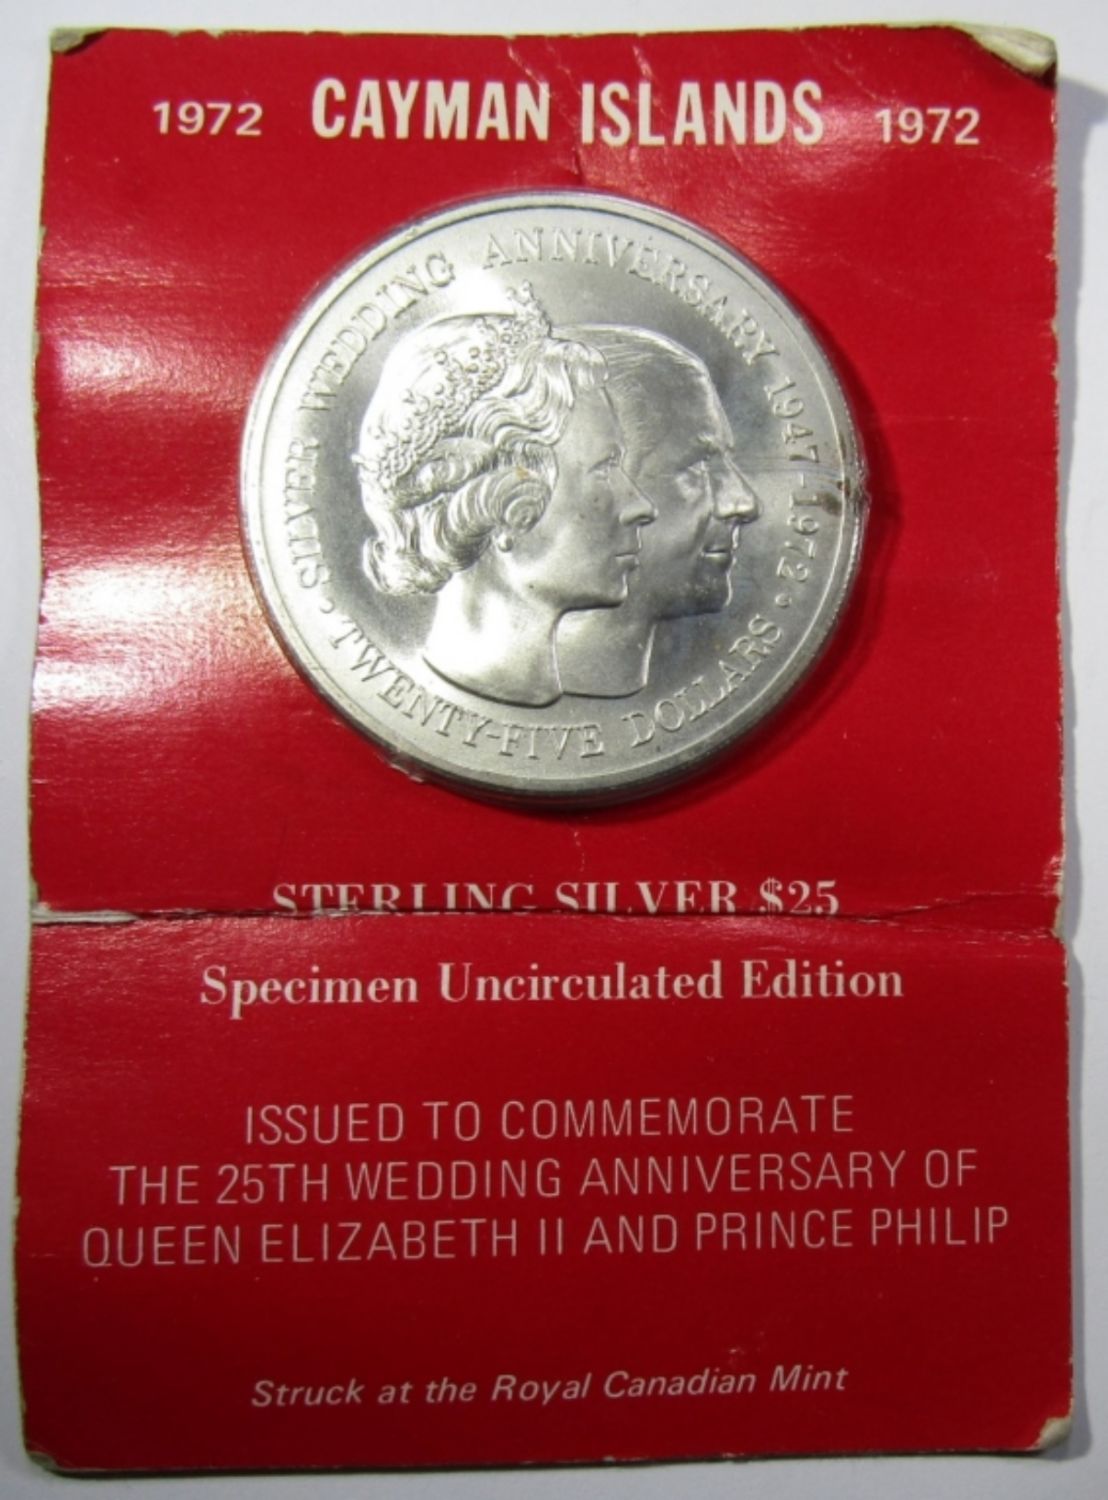 1972 CAYMAN ISLANDS 1972
SILVER WEDDING ANNIVERSARY 1947-1972
• TWENTY-FIVE DOLLARS •
STERLING SILVER $25
Specimen Uncirculated Edition
ISSUED TO COMMEMORATE
THE 25TH WEDDING ANNIVERSARY OF
QUEEN ELIZABETH II AND PRINCE PHILIP
Struck at the Royal Canadian Mint